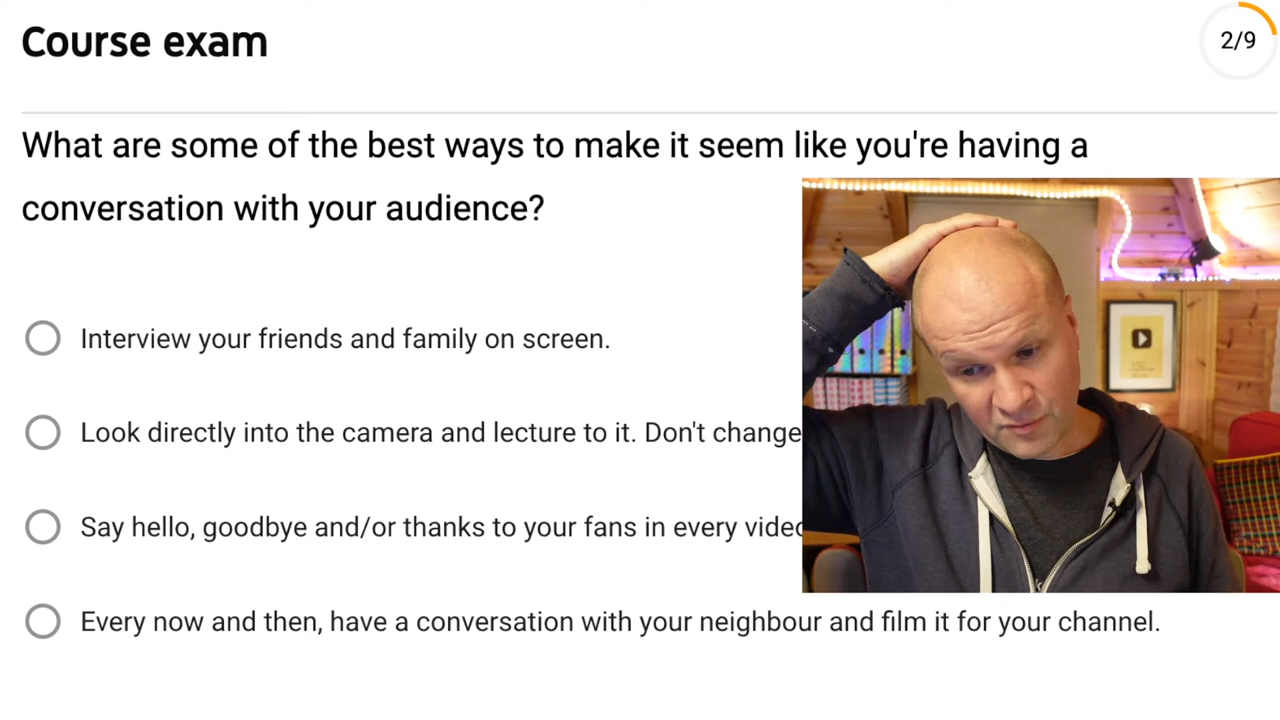 Course exam
2/9
What are some of the best ways to make it seem like you're having a
conversation with your audience?
Interview your friends and family on screen.
Look directly into the camera and lecture to it. Don't change
Say hello, goodbye and/or thanks to your fans in every video
Every now and then, have a conversation with your neighbour and film it for your channel.